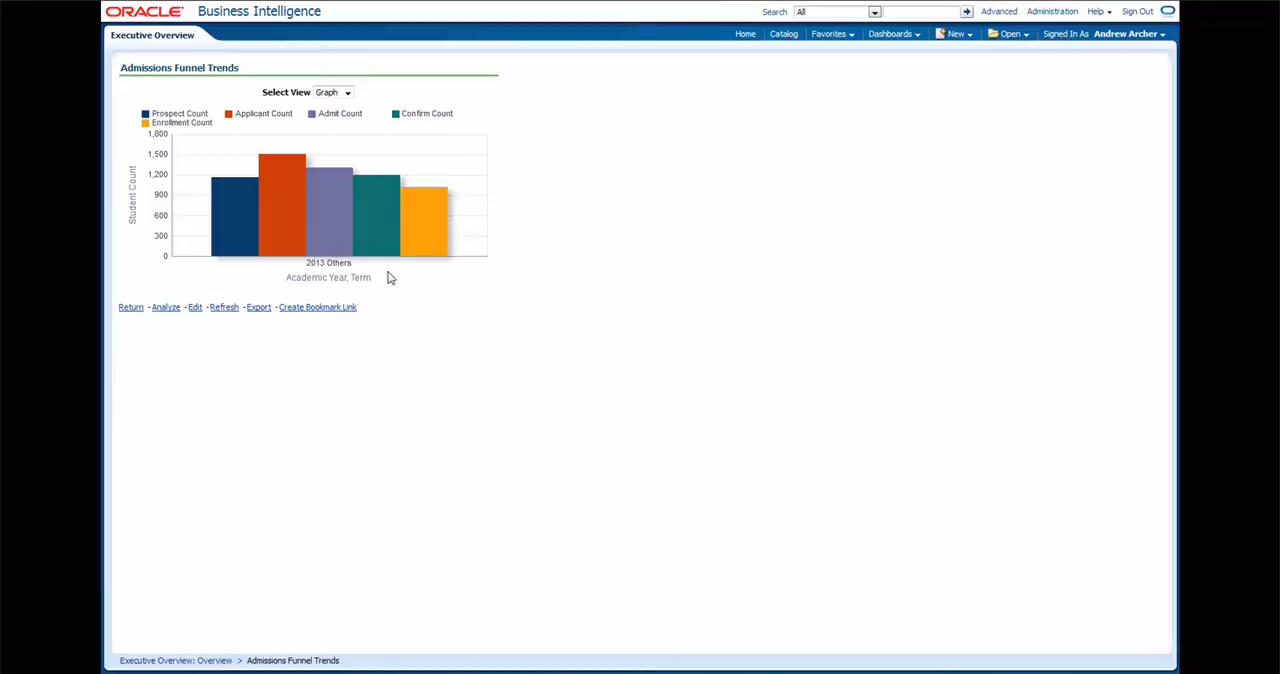 ORACLE Business Intelligence Search All Advanced Administration Help Sign Out
Executive Overview Home Catalog Favorites Dashboards New Open Signed In As Andrew Archer
Admissions Funnel Trends
Select View Graph
Prospect Count Applicant Count Admit Count Confirm Count
Enrollment Count
1,800
1,500
1,200
900
600
300
0
Student Count
2013 Others
Academic Year, Term
Return - Analyze - Edit - Refresh - Export - Create Bookmark Link
Executive Overview: Overview > Admissions Funnel Trends